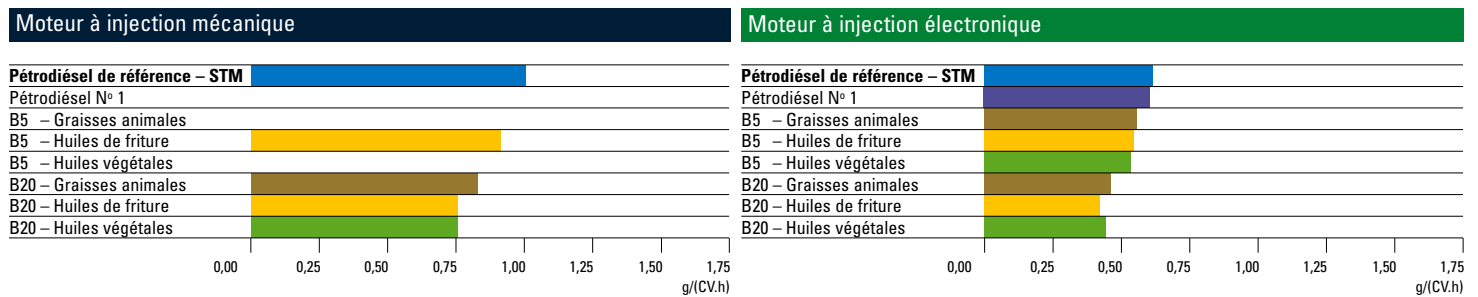 Moteur à injection mécanique
Pétrodiésel de référence – STM
Pétrodiésel Nº 1
B5 – Graisses animales
B5 – Huiles de friture
B5 – Huiles végétales
B20 – Graisses animales
B20 – Huiles de friture
B20 – Huiles végétales
0,00 0,25 0,50 0,75 1,00 1,25 1,50 1,75
g/(CV.h)
Moteur à injection électronique
Pétrodiésel de référence – STM
Pétrodiésel Nº 1
B5 – Graisses animales
B5 – Huiles de friture
B5 – Huiles végétales
B20 – Graisses animales
B20 – Huiles de friture
B20 – Huiles végétales
0,00 0,25 0,50 0,75 1,00 1,25 1,50 1,75
g/(CV.h)